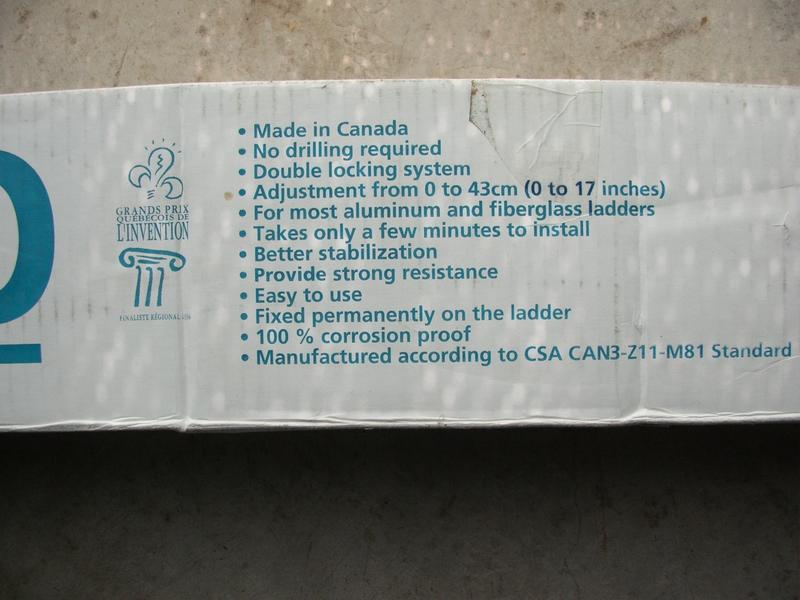 GRANDS PRIX
QUÉBÉCOIS DE
L'INVENTION
FINALISTE RÉGIONAL
• Made in Canada
• No drilling required
• Double locking system
• Adjustment from 0 to 43cm (0 to 17 inches)
• For most aluminum and fiberglass ladders
• Takes only a few minutes to install
• Better stabilization
• Provide strong resistance
• Easy to use
• Fixed permanently on the ladder
• 100 % corrosion proof
• Manufactured according to CSA CAN3-Z11-M81 Standard